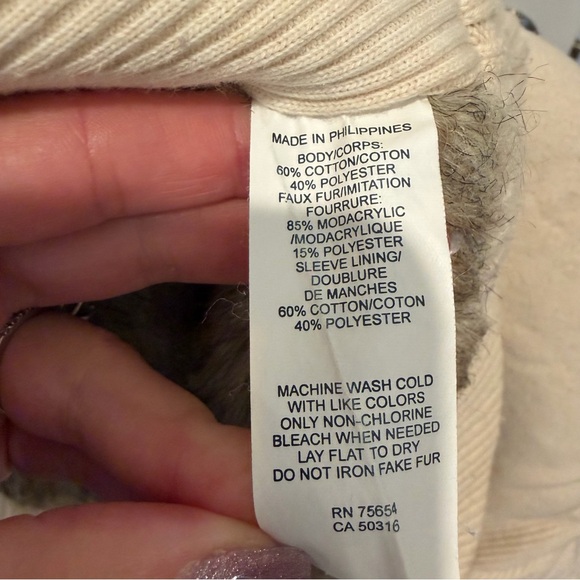 MADE IN PHILIPPINES
BODY/CORPS:
60% COTTON/COTON
40% POLYESTER
FAUX FUR/IMITATION
FOURRURE:
85% MODACRYLIC
/MODACRYLIQUE
15% POLYESTER
SLEEVE LINING/
DOUBLURE
DE MANCHES
60% COTTON/COTON
40% POLYESTER
MACHINE WASH COLD
WITH LIKE COLORS
ONLY NON-CHLORINE
BLEACH WHEN NEEDED
LAY FLAT TO DRY
DO NOT IRON FAKE FUR
RN 75654
CA 50316